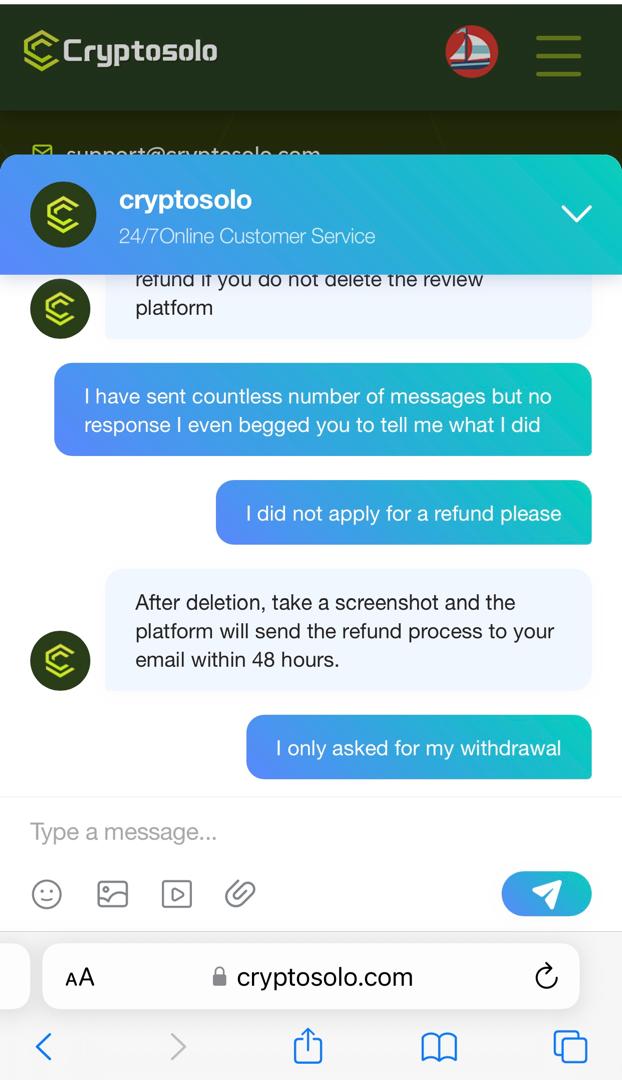 Cryptosolo
support@cryptosolo.com
cryptosolo
24/7Online Customer Service
refund if you do not delete the review
platform
I have sent countless number of messages but no
response I even begged you to tell me what I did
I did not apply for a refund please
After deletion, take a screenshot and the
platform will send the refund process to your
email within 48 hours.
I only asked for my withdrawal
Type a message...
AA
cryptosolo.com